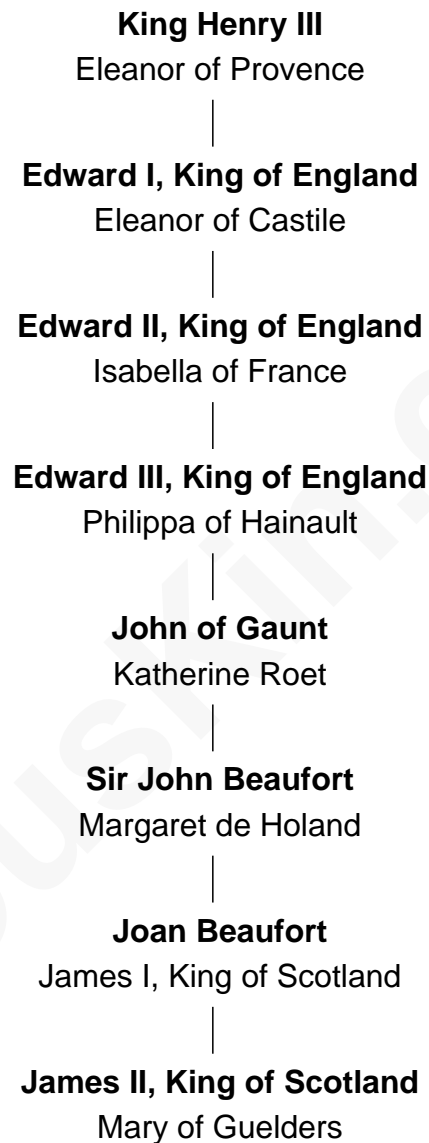 King Henry III
Eleanor of Provence
Edward I, King of England
Eleanor of Castile
Edward II, King of England
Isabella of France
Edward III, King of England
Philippa of Hainault
John of Gaunt
Katherine Roet
Sir John Beaufort
Margaret de Holand
Joan Beaufort
James I, King of Scotland
James II, King of Scotland
Mary of Guelders